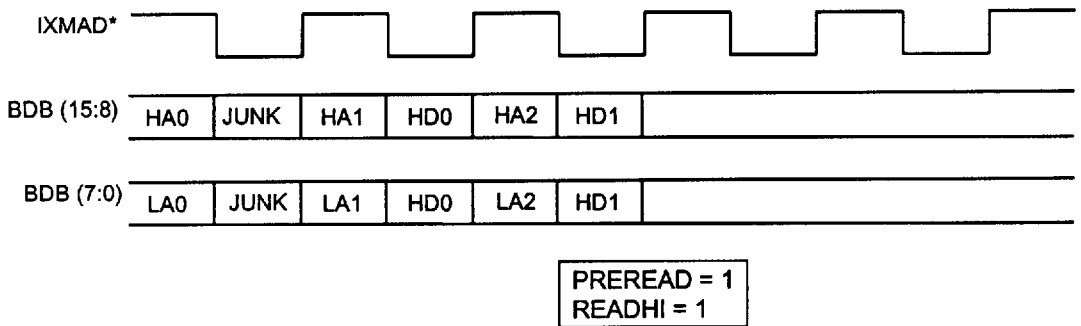 IXMAD*
BDB (15:8) HA0 JUNK HA1 HD0 HA2 HD1
BDB (7:0) LA0 JUNK LA1 HD0 LA2 HD1
PREREAD = 1
READHI = 1